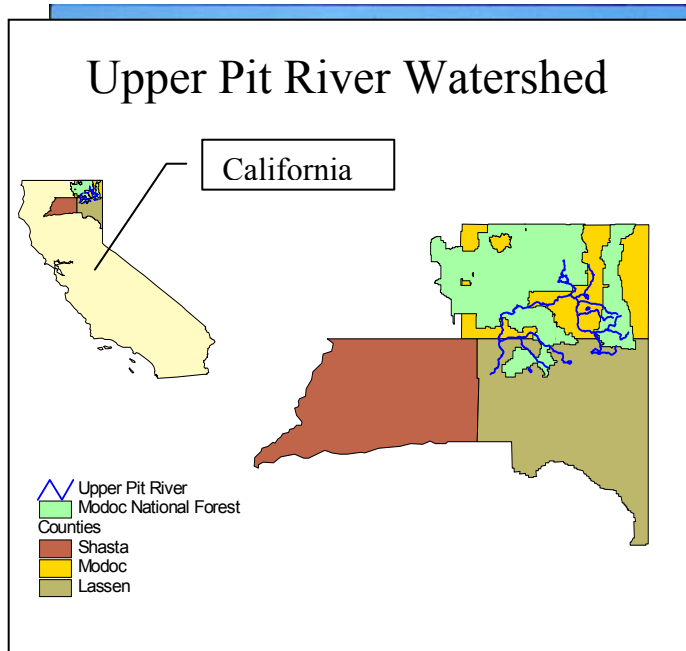 Upper Pit River Watershed
California
Upper Pit River
Modoc National Forest
Counties
Shasta
Modoc
Lassen